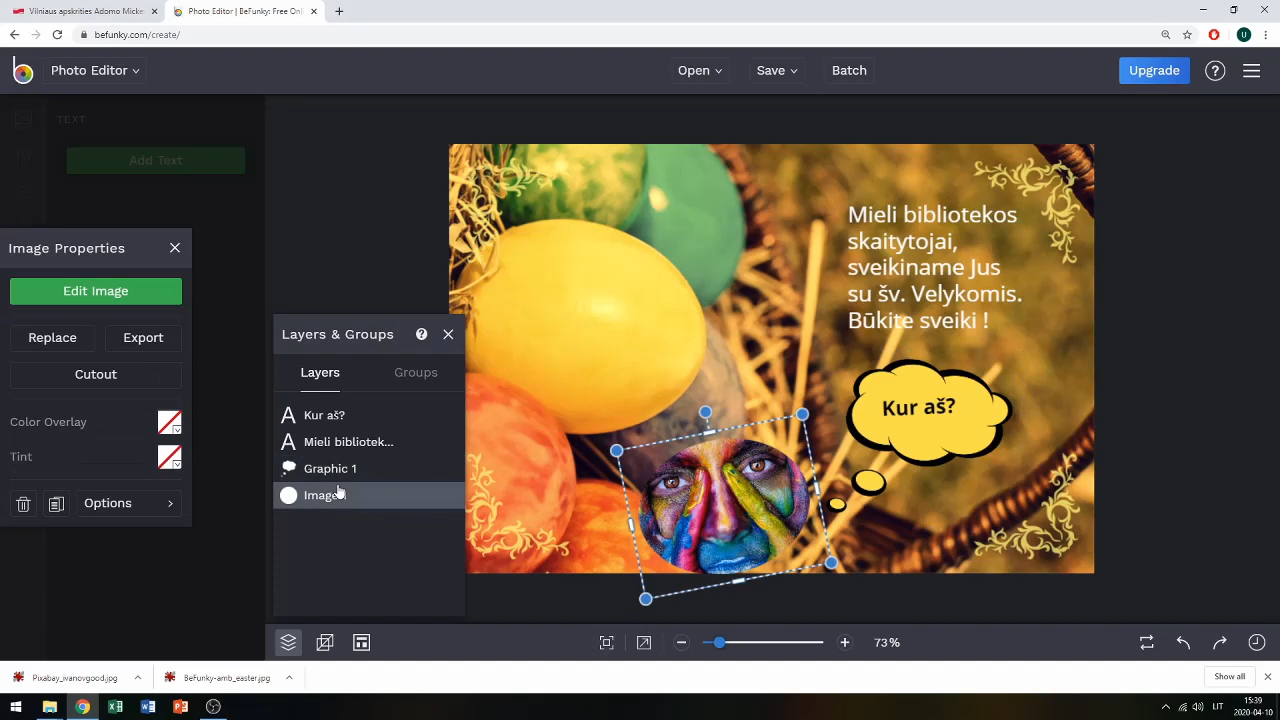 Vilniaus apskrities Adomo Micke
Photo Editor | BeFunky: Free Onl
befunky.com/create/
U
Photo Editor
Open
Save
Batch
Upgrade
?
TEXT
Add Text
Image Properties
Edit Image
Replace
Export
Cutout
Color Overlay
Tint
Options
Layers & Groups
?
Layers
Groups
A Kur aš?
A Mieli bibliotek...
Graphic 1
Image
Mieli bibliotekos
skaitytojai,
sveikiname Jus
su šv. Velykomis.
Būkite sveiki !
Kur aš?
73%
Pixabay_ivanovgood.jpg
BeFunky-amb_easter.jpg
Show all
LIT
15:39
2020-04-10